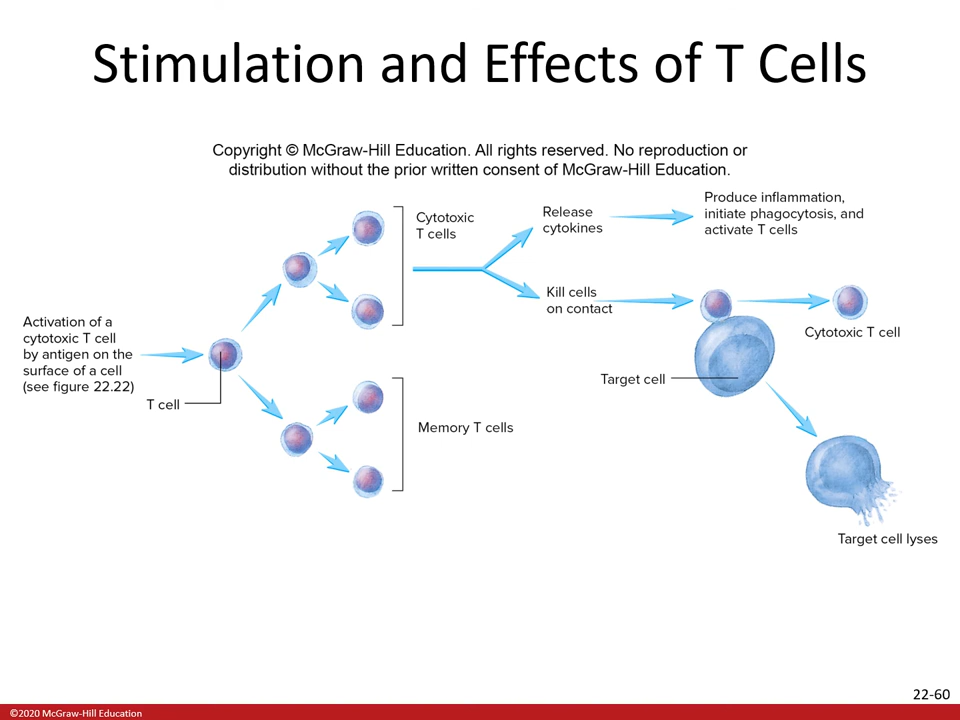 Stimulation and Effects of T Cells
Copyright © McGraw-Hill Education. All rights reserved. No reproduction or
distribution without the prior written consent of McGraw-Hill Education.
Activation of a
cytotoxic T cell
by antigen on the
surface of a cell
(see figure 22.22)
T cell
Cytotoxic
T cells
Memory T cells
Release
cytokines
Produce inflammation,
initiate phagocytosis, and
activate T cells
Kill cells
on contact
Cytotoxic T cell
Target cell
Target cell lyses
22-60
©2020 McGraw-Hill Education